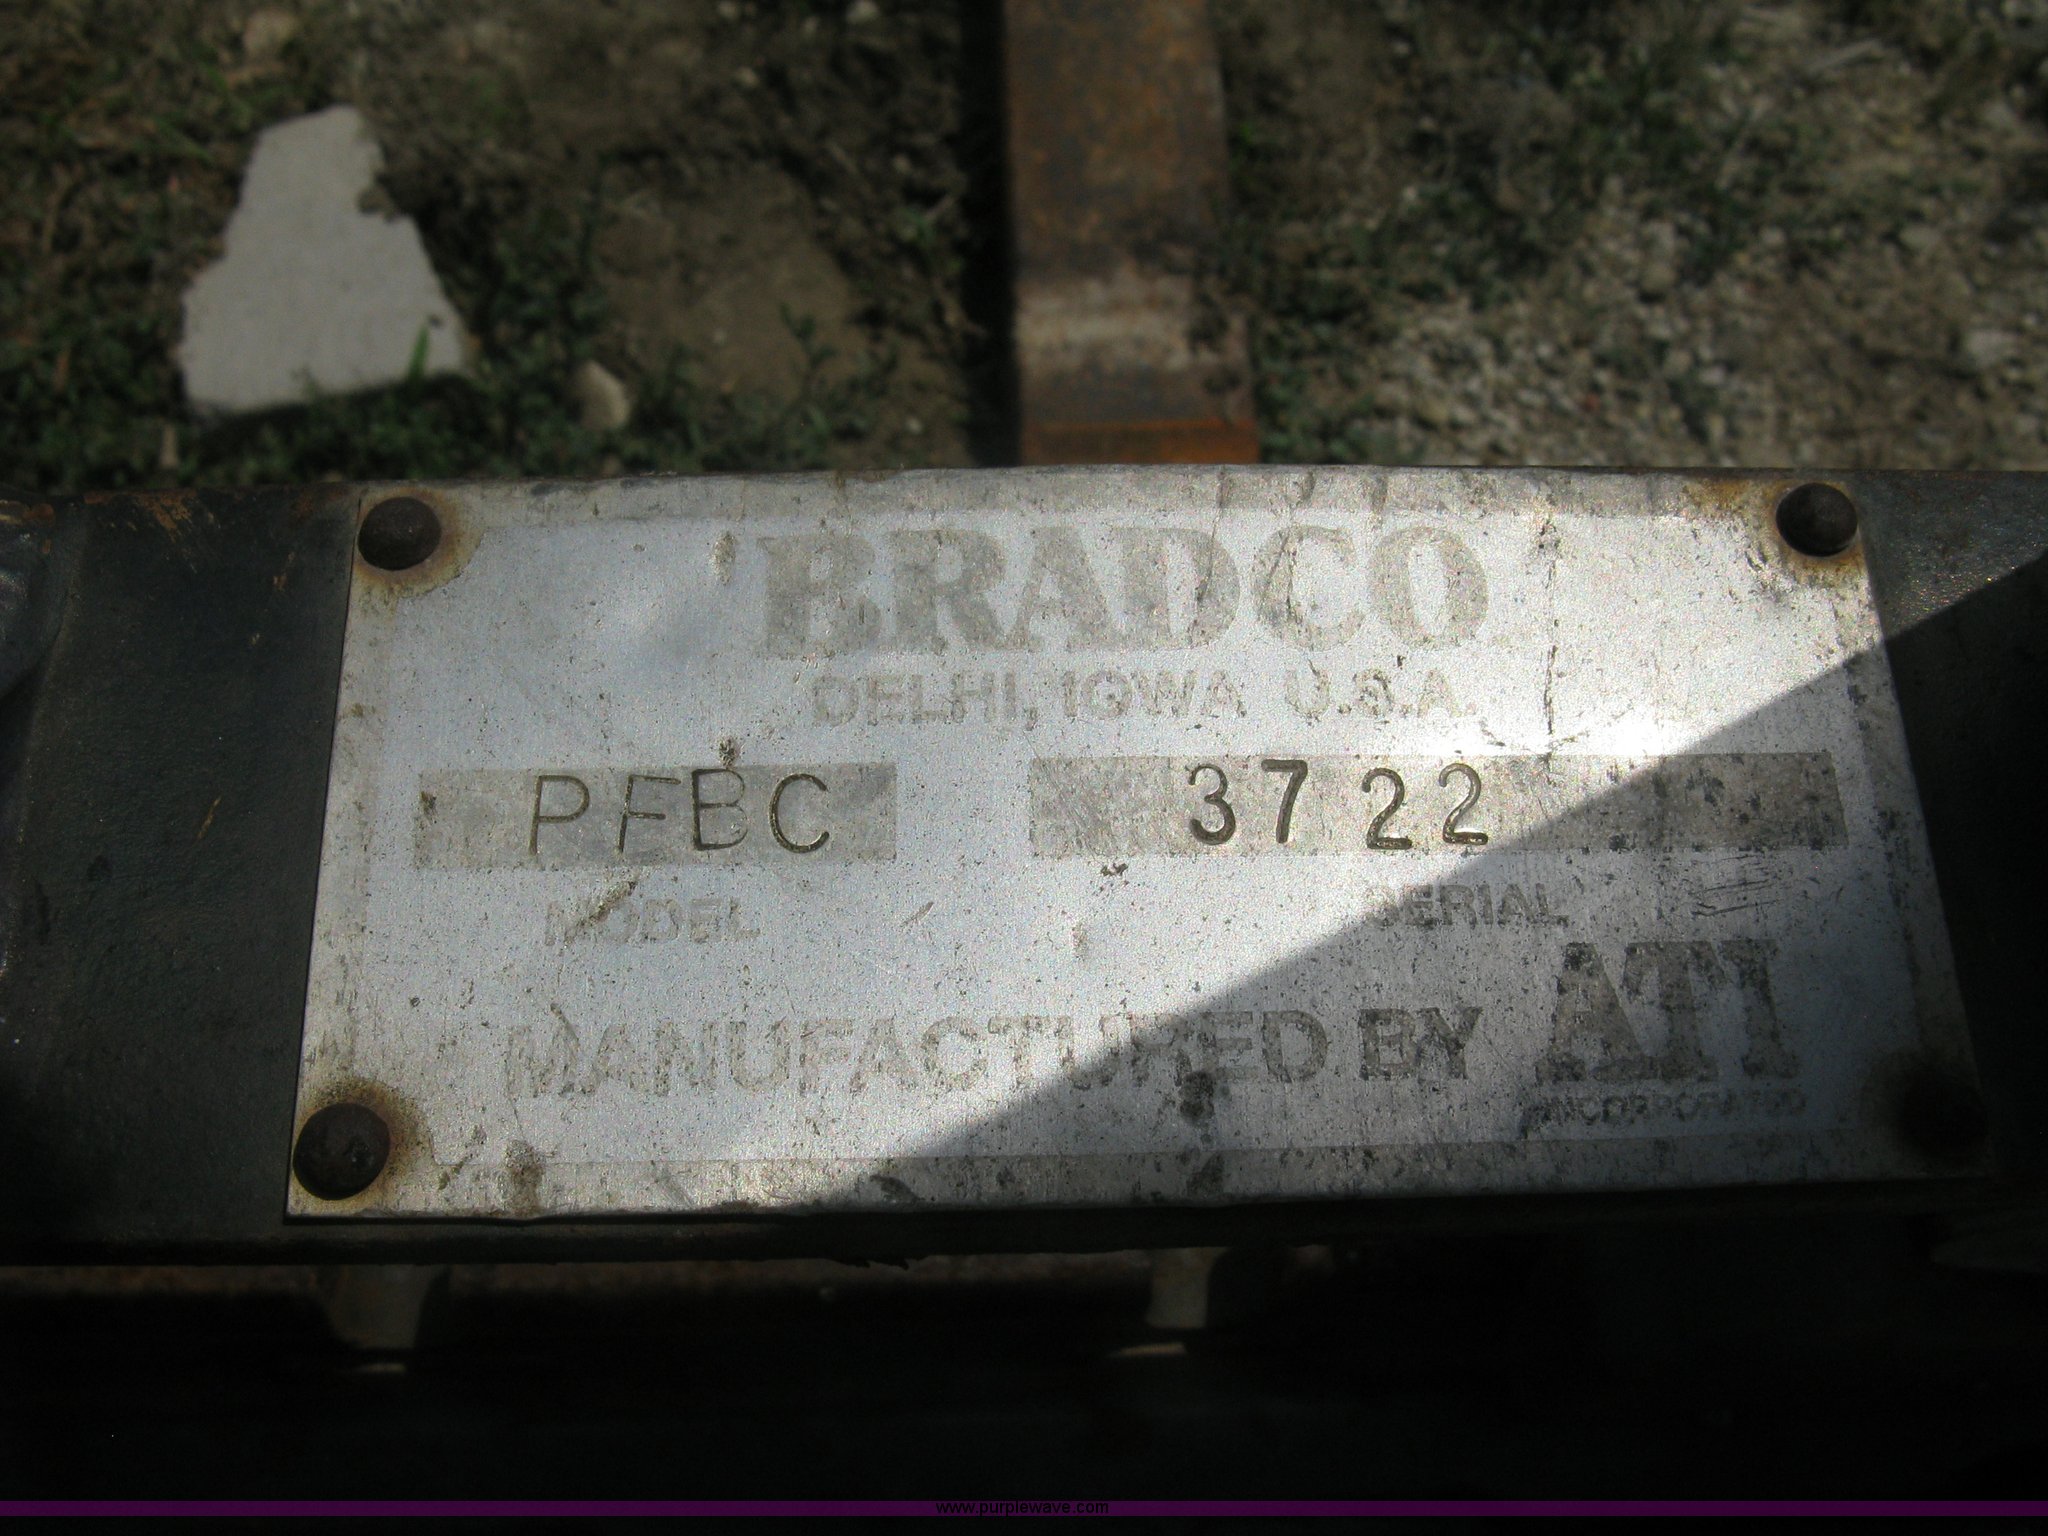 BRADCO
DELHI, IOWA U.S.A.
PFBC 3722
MODEL SERIAL
MANUFACTURED BY ATI
INCORPORATED
www.purplewave.com